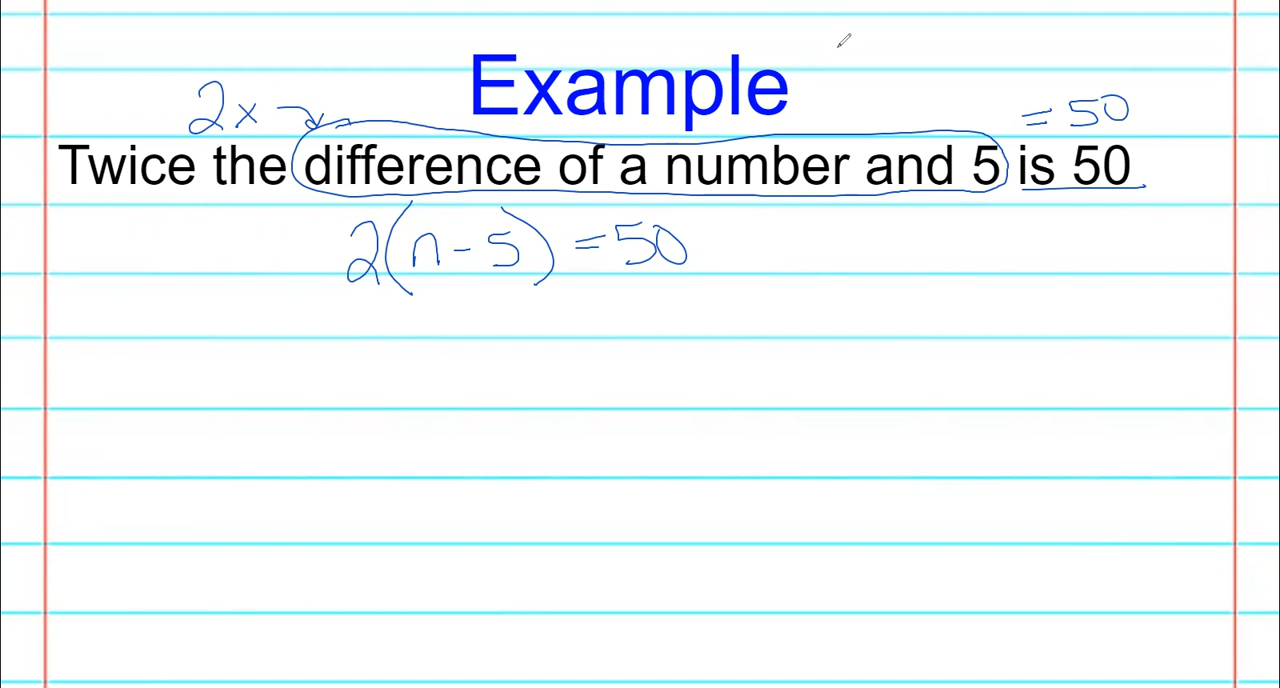 Example
2x = 50
Twice the difference of a number and 5 is 50
2(n - 5) = 50